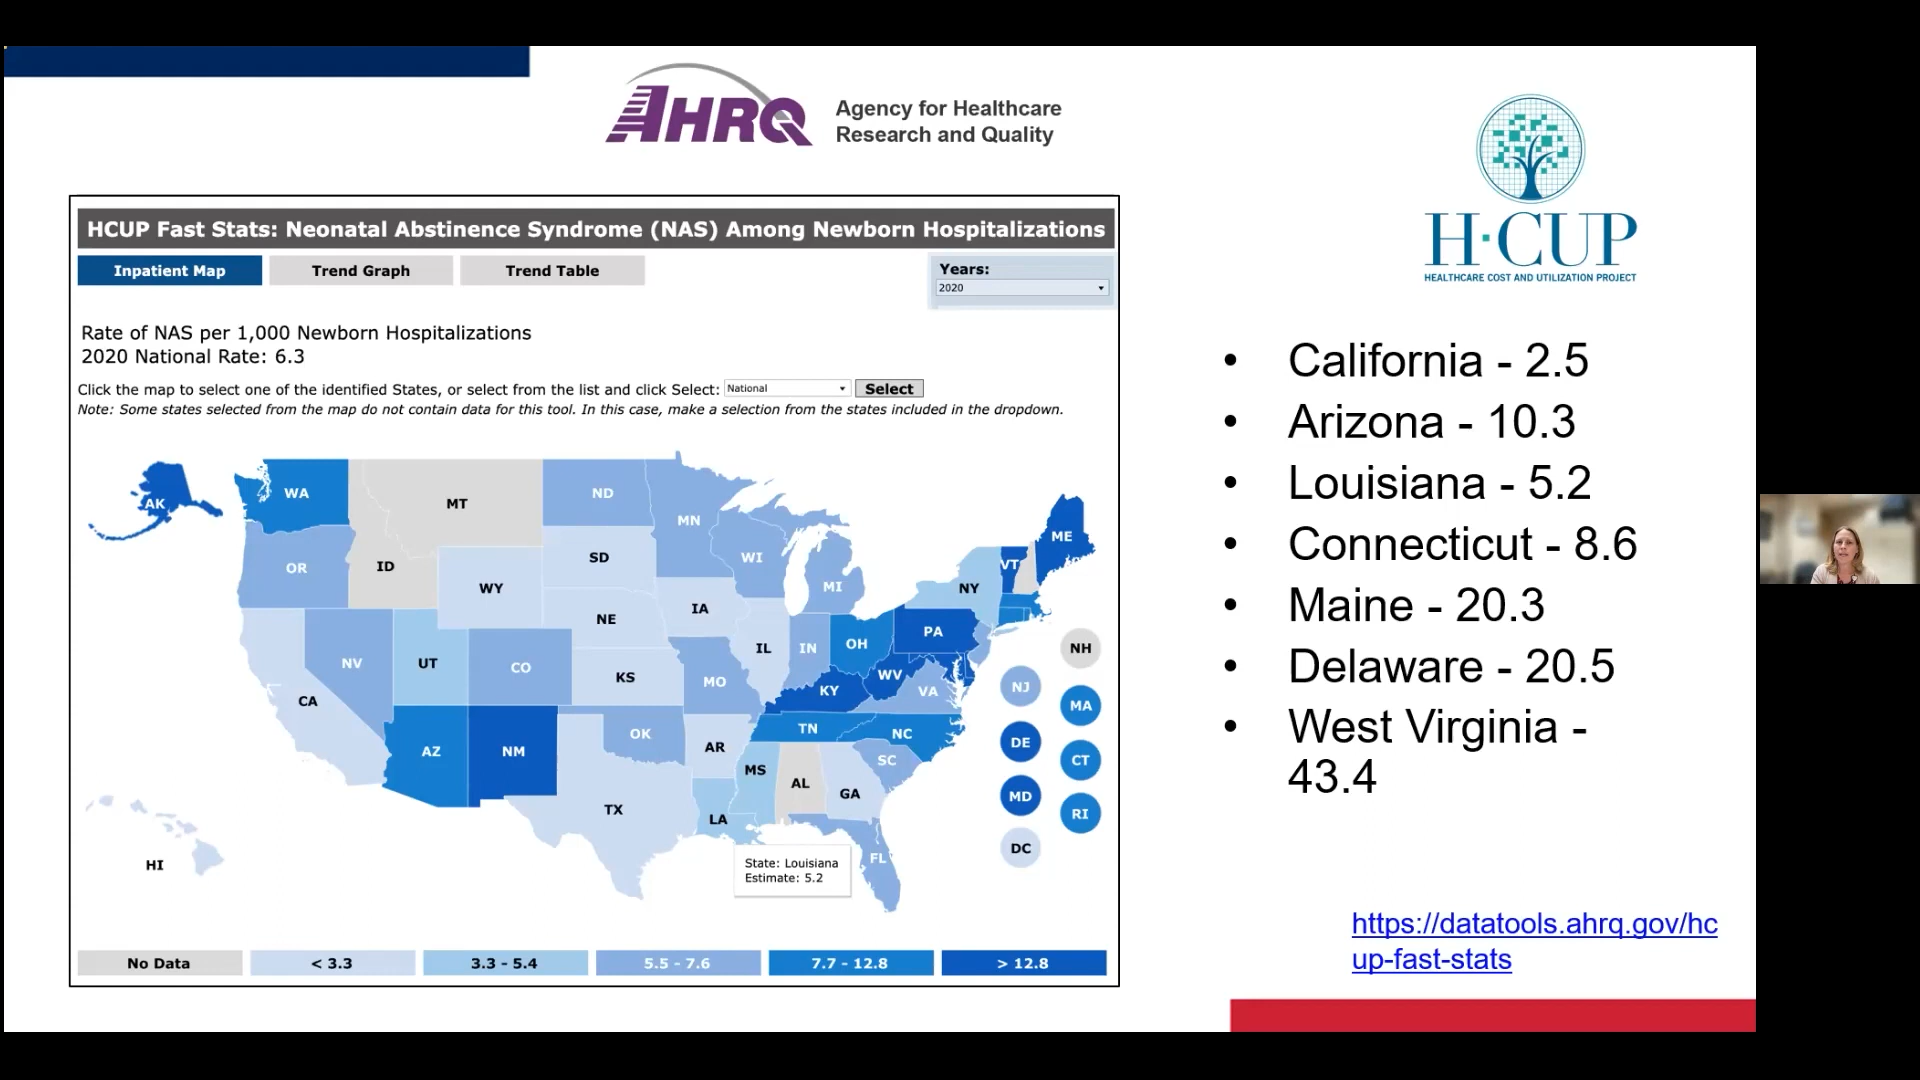 AHRQ
Agency for Healthcare
Research and Quality
H·CUP
HEALTHCARE COST AND UTILIZATION PROJECT
HCUP Fast Stats: Neonatal Abstinence Syndrome (NAS) Among Newborn Hospitalizations
Inpatient Map
Trend Graph
Trend Table
Years:
2020
Rate of NAS per 1,000 Newborn Hospitalizations
2020 National Rate: 6.3
Click the map to select one of the identified States, or select from the list and click Select:
National
Select
Note: Some states selected from the map do not contain data for this tool. In this case, make a selection from the states included in the dropdown.
AK
WA
MT
ND
MN
ME
OR
ID
SD
WI
VT
WY
MI
NY
NE
IA
PA
NH
NV
UT
CO
KS
IL
IN
OH
WV
NJ
CA
MO
KY
VA
MA
AZ
NM
OK
AR
TN
NC
DE
CT
MS
SC
TX
LA
AL
GA
MD
RI
HI
FL
DC
State: Louisiana
Estimate: 5.2
No Data
< 3.3
3.3 - 5.4
5.5 - 7.6
7.7 - 12.8
> 12.8
• California - 2.5
• Arizona - 10.3
• Louisiana - 5.2
• Connecticut - 8.6
• Maine - 20.3
• Delaware - 20.5
• West Virginia -
43.4
https://datatools.ahrq.gov/hc
up-fast-stats